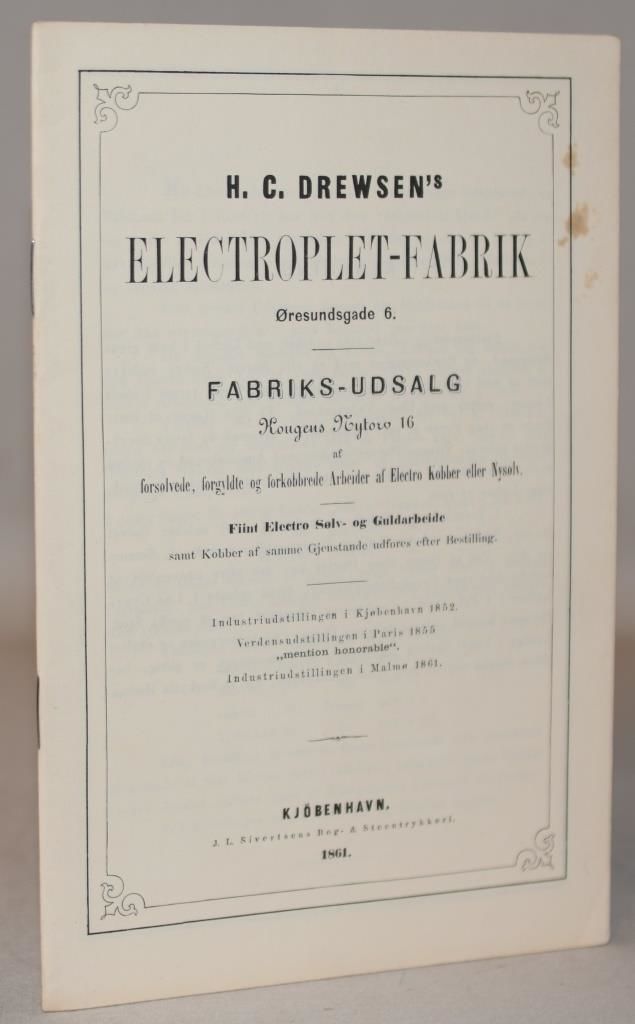 H. C. DREWSEN's
ELECTROPLET-FABRIK
Øresundsgade 6.
FABRIKS-UDSALG
Kongens Nytorv 16
af
forsølvede, forgyldte og forkobbrede Arbeider af Electro Kobber eller Nysølv.
Fiint Electro Sølv- og Guldarbeide
samt Kobber af samme Gjenstande udføres efter Bestilling.
Industriudstillingen i Kjøbenhavn 1852.
Verdensudstillingen i Paris 1855
„mention honorable“.
Industriudstillingen i Malmø 1861.
KJÖBENHAVN.
J. L. Sivertsens Bog- & Steentrykkeri.
1861.